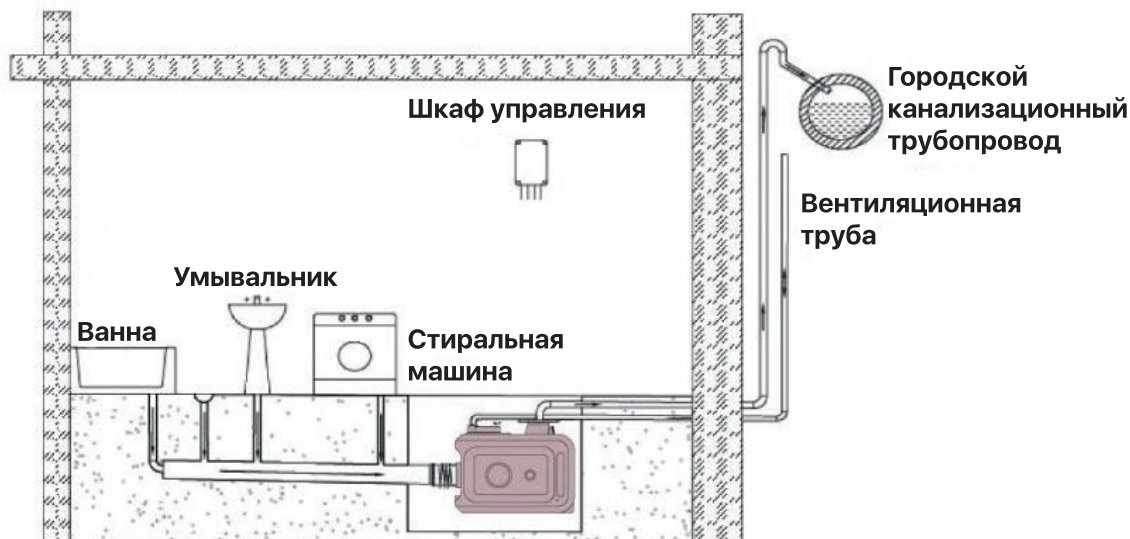 Шкаф управления
Городской
канализационный
трубопровод
Вентиляционная
труба
Умывальник
Ванна
Стиральная
машина